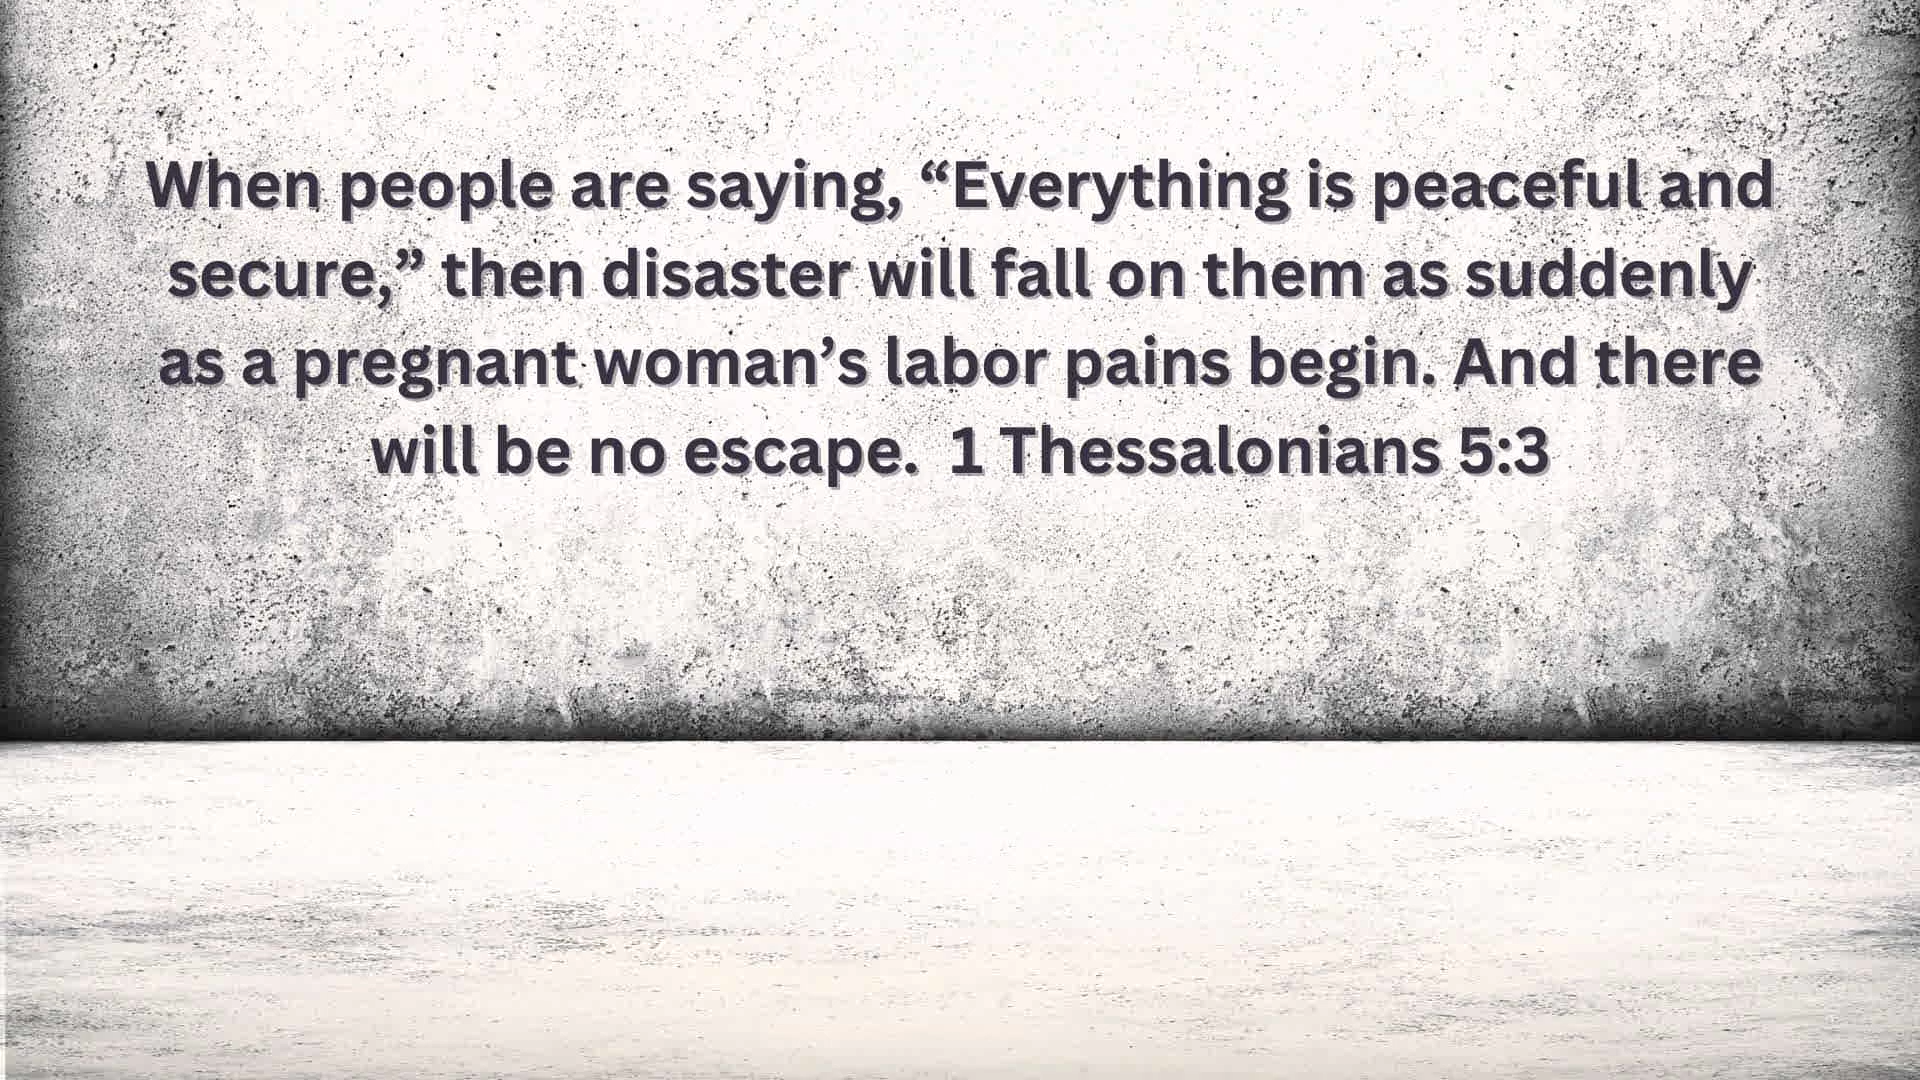 When people are saying, “Everything is peaceful and
secure,” then disaster will fall on them as suddenly
as a pregnant woman’s labor pains begin. And there
will be no escape.  1 Thessalonians 5:3